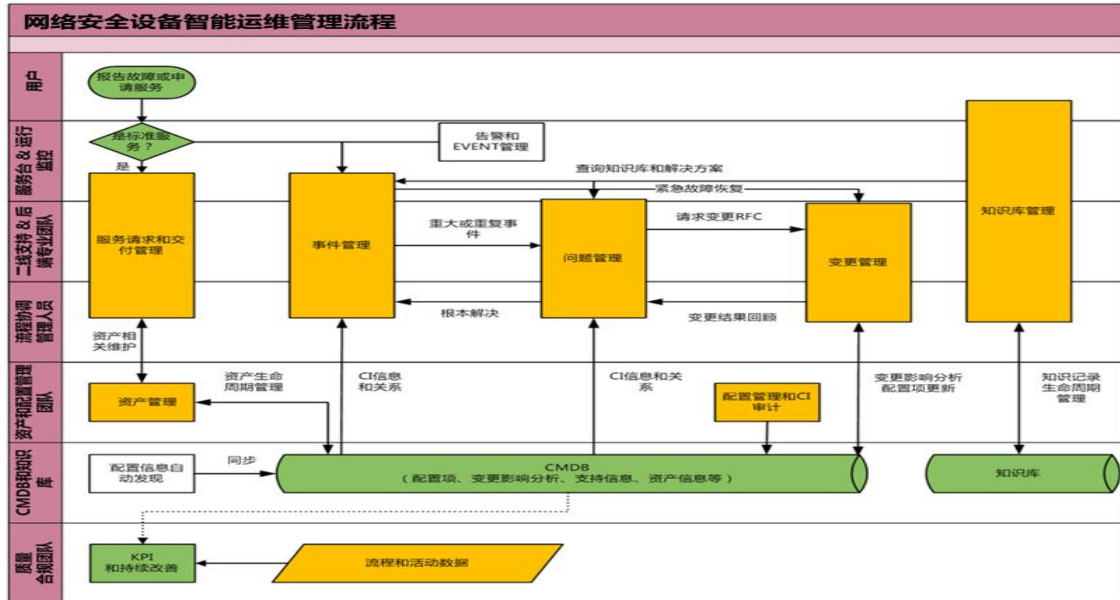 网络安全设备智能运维管理流程
用户
报告故障或申
请服务
服务台 & 运行
监控
是标准服
务？
是
告警和
EVENT管理
查询知识库和解决方案
紧急故障恢复
二线支持 & 后
端专业团队
服务请求和交
付管理
事件管理
重大或重复事
件
问题管理
请求变更RFC
变更管理
知识库管理
流程协调
管理人员
根本解决
变更结果回顾
资产相
关维护
资产和配置管理
团队
资产管理
资产生命
周期管理
CI信息
和关系
CI信息和关
系
配置管理和CI
审计
变更影响分析
配置项更新
知识记录
生命周期
管理
CMDB和知识
库
配置信息自
动发现
同步
CMDB
（ 配置项、变更影响分析、支持信息、资产信息等 ）
知识库
质量
合规团队
KPI
和持续改善
流程和活动数据